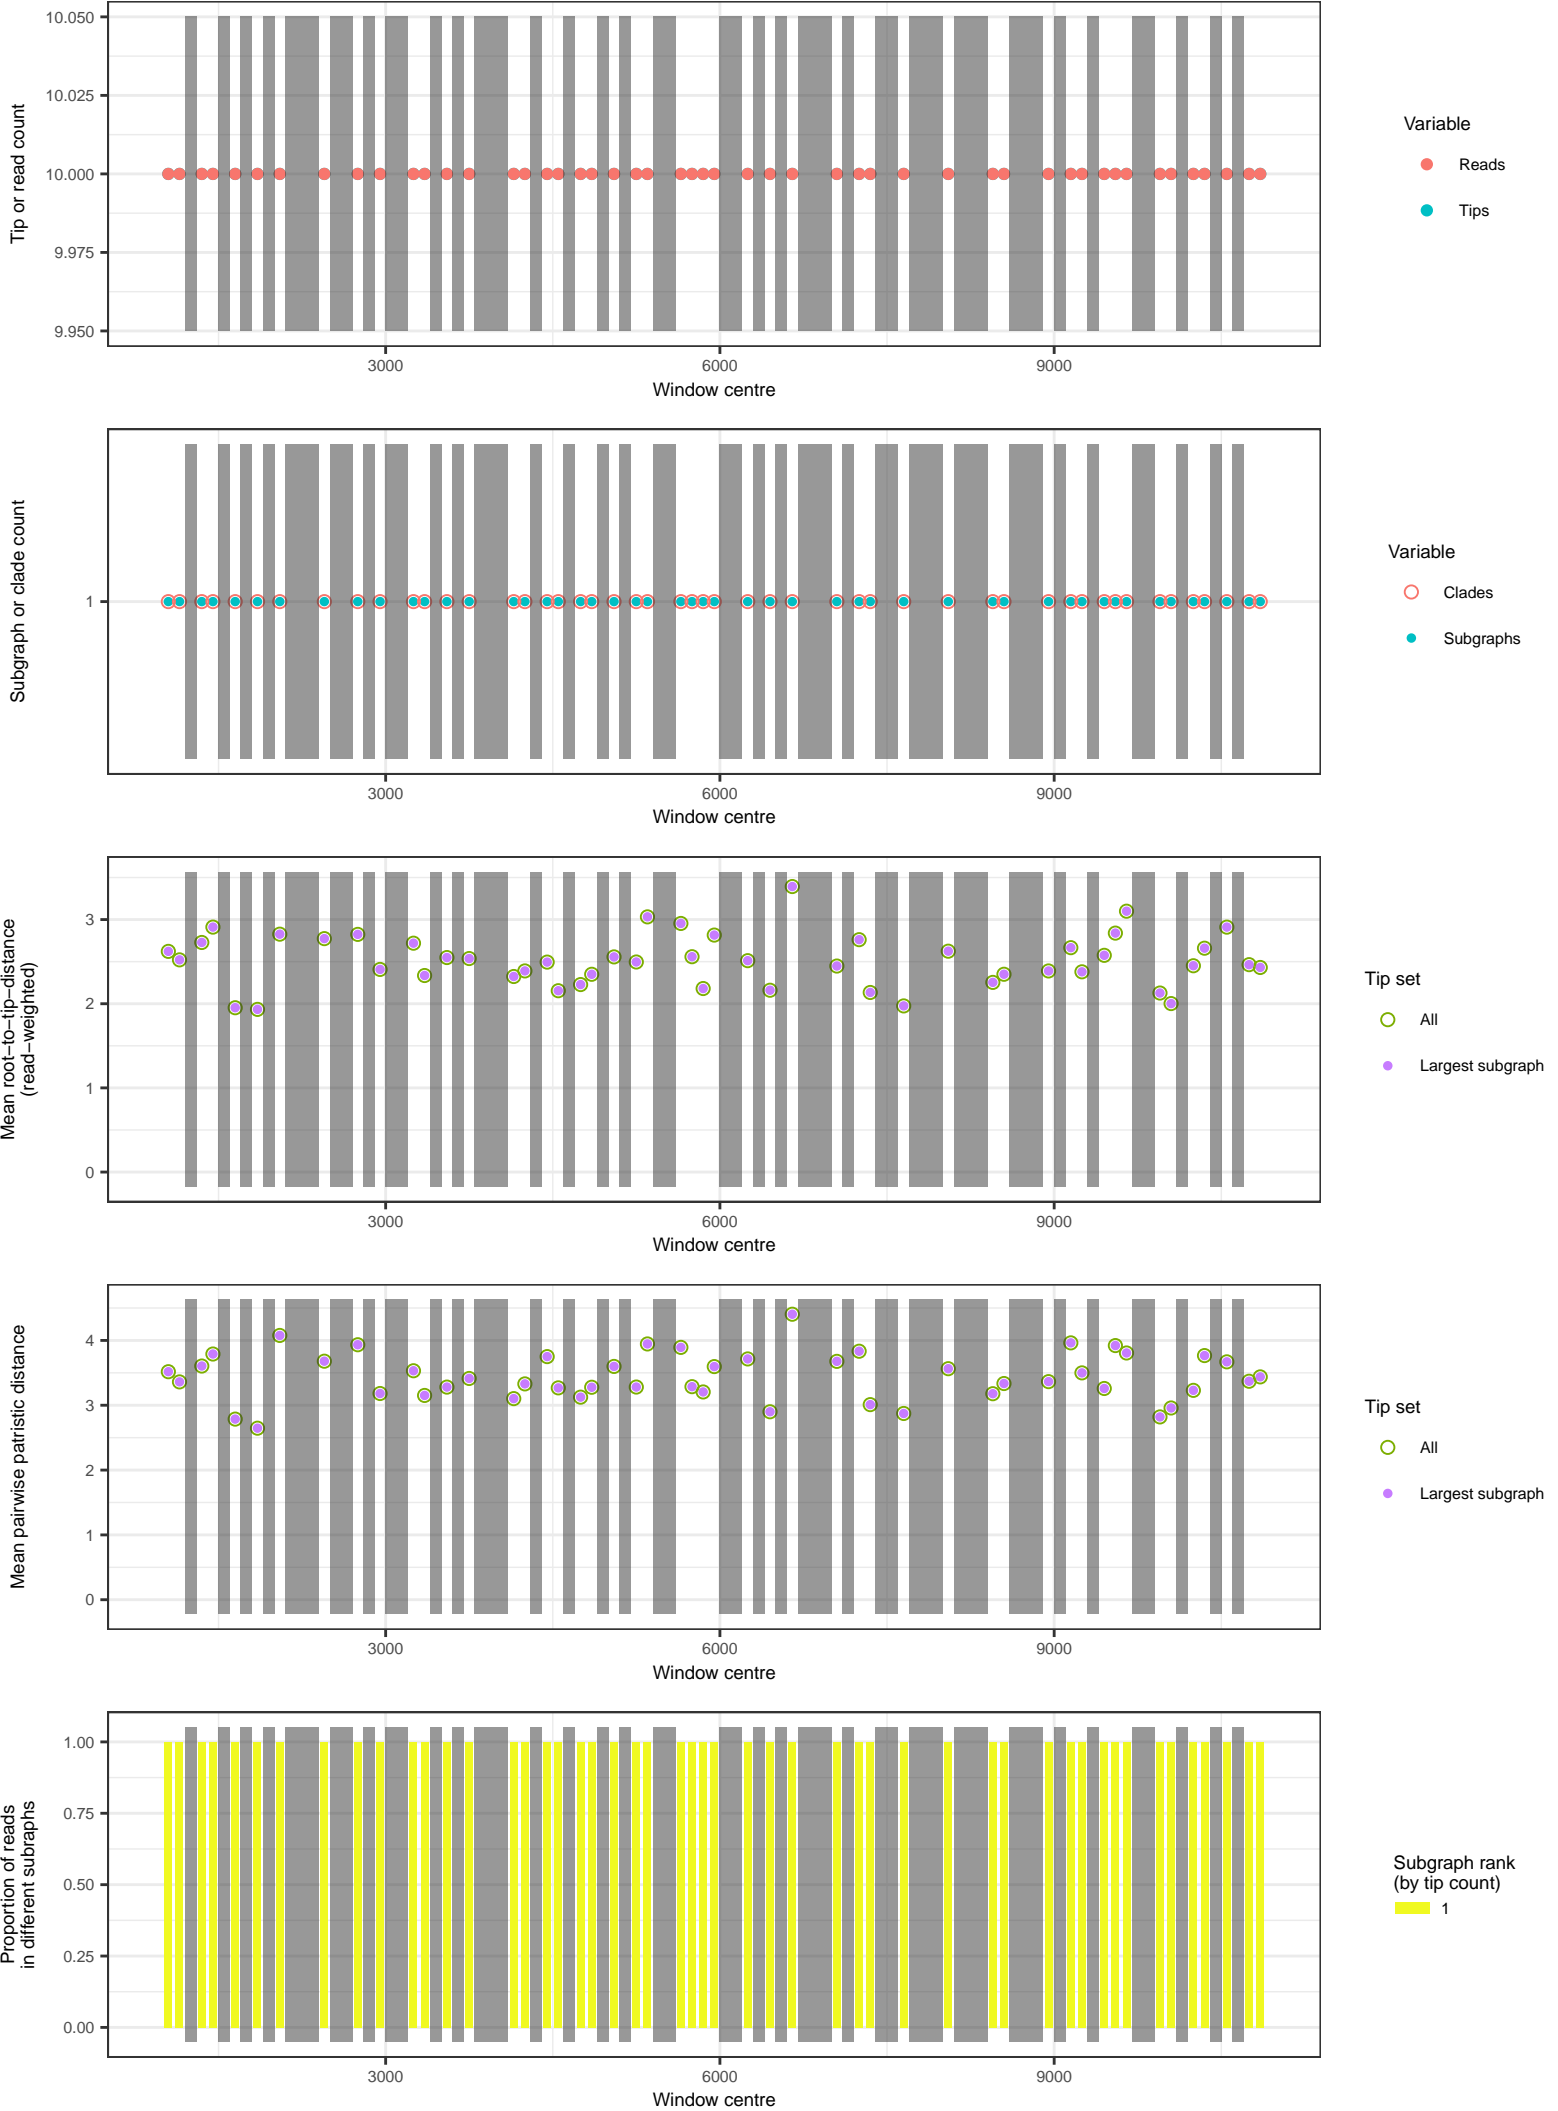 10.050
10.025
10.000
9.975
9.950
Tip or read count
3000
6000
9000
Window centre
Variable
Reads
Tips
1
Subgraph or clade count
3000
6000
9000
Window centre
Variable
Clades
Subgraphs
3
2
1
0
Mean root−to−tip−distance
(read−weighted)
3000
6000
9000
Window centre
Tip set
All
Largest subgraph
4
3
2
1
0
Mean pairwise patristic distance
3000
6000
9000
Window centre
Tip set
All
Largest subgraph
1.00
0.75
0.50
0.25
0.00
Proportion of reads
in different subraphs
3000
6000
9000
Window centre
Subgraph rank
(by tip count)
1